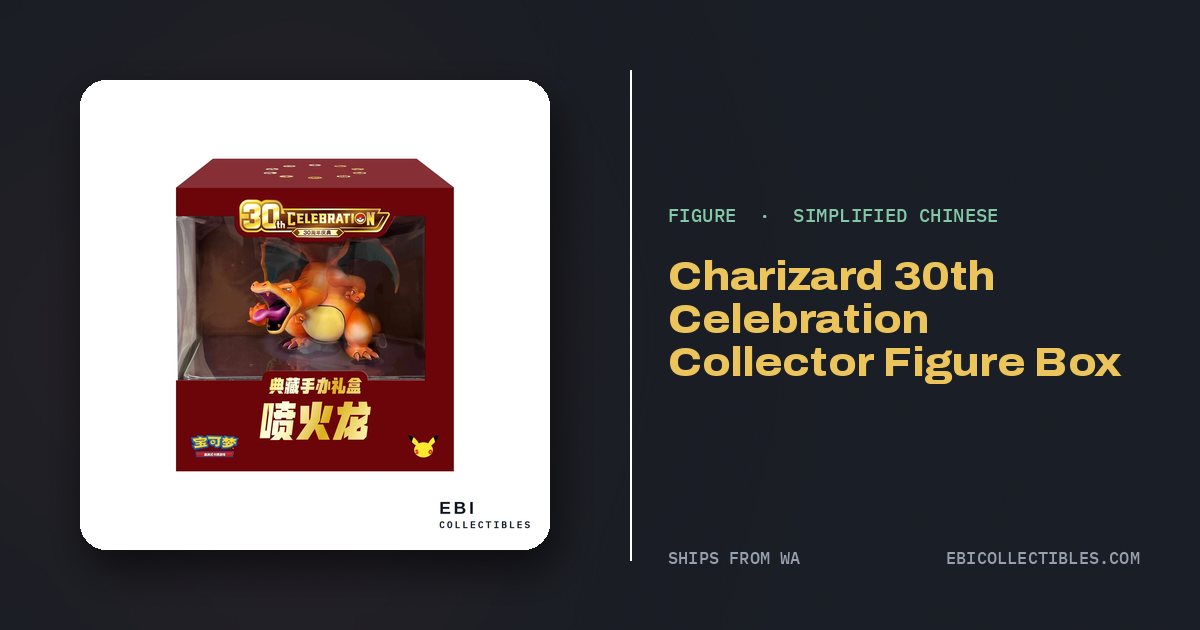 30th CELEBRATION
30周年庆典
典藏手办礼盒
喷火龙
宝可梦
EBI
COLLECTIBLES
FIGURE · SIMPLIFIED CHINESE
Charizard 30th
Celebration
Collector Figure Box
SHIPS FROM WA
EBICOLLECTIBLES.COM